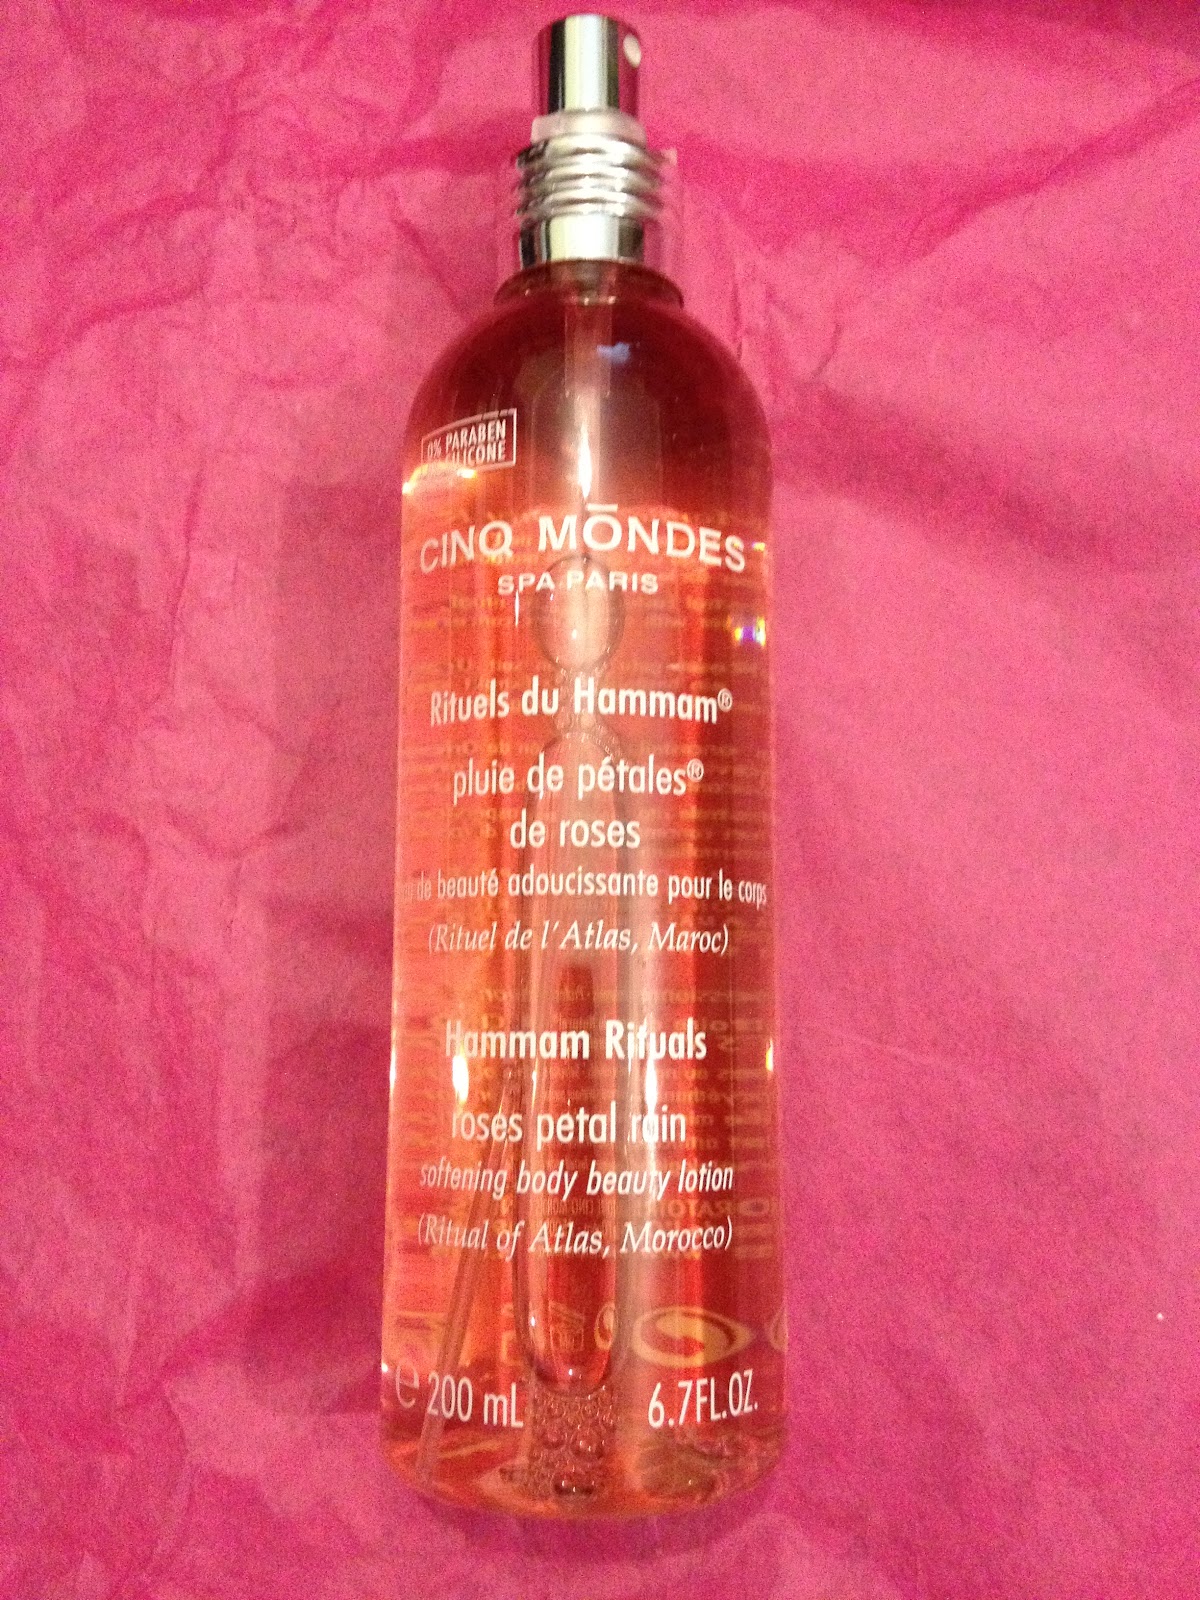 0% PARABEN
SILICONE
CINQ MŌNDES
SPA PARIS
Rituels du Hammam®
pluie de pétales®
de roses
de beauté adoucissante pour le corps
(Rituel de l'Atlas, Maroc)
Hammam Rituals
roses petal rain
softening body beauty lotion
(Ritual of Atlas, Morocco)
e 200 mL 6.7FL.OZ.